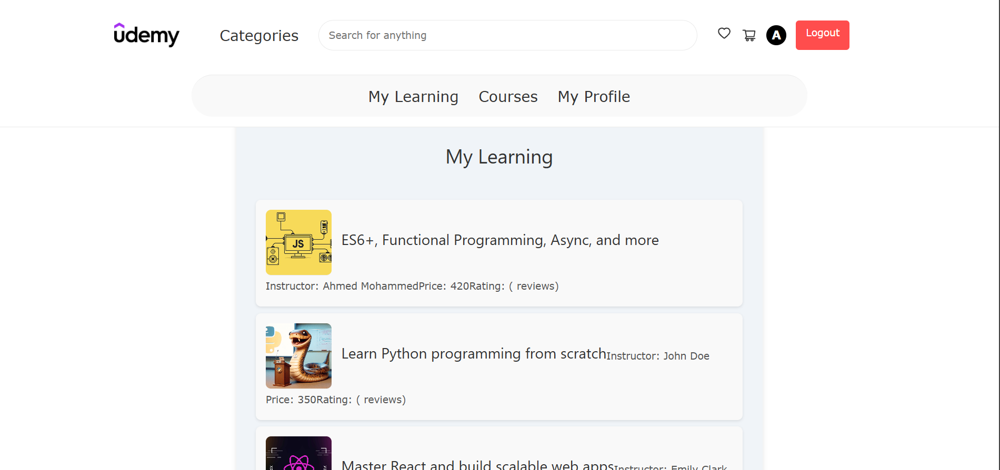 udemy
Categories
Search for anything
A
Logout
My Learning Courses My Profile
My Learning
JS
ES6+, Functional Programming, Async, and more
Instructor: Ahmed MohammedPrice: 420Rating: ( reviews)
Learn Python programming from scratchInstructor: John Doe
Price: 350Rating: ( reviews)
Master React and build scalable web appsInstructor: Emily Clark